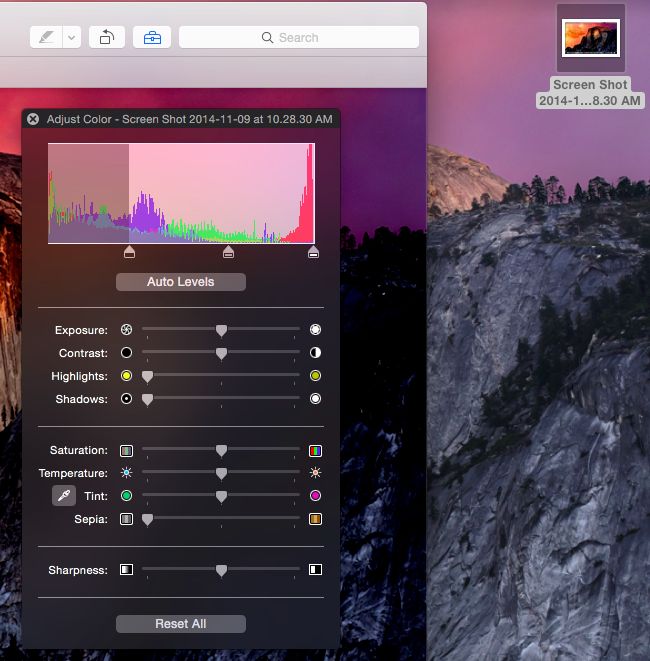 Search
Screen Shot
2014-1...8.30 AM
Adjust Color - Screen Shot 2014-11-09 at 10.28.30 AM
Auto Levels
Exposure:
Contrast:
Highlights:
Shadows:
Saturation:
Temperature:
Tint:
Sepia:
Sharpness:
Reset All